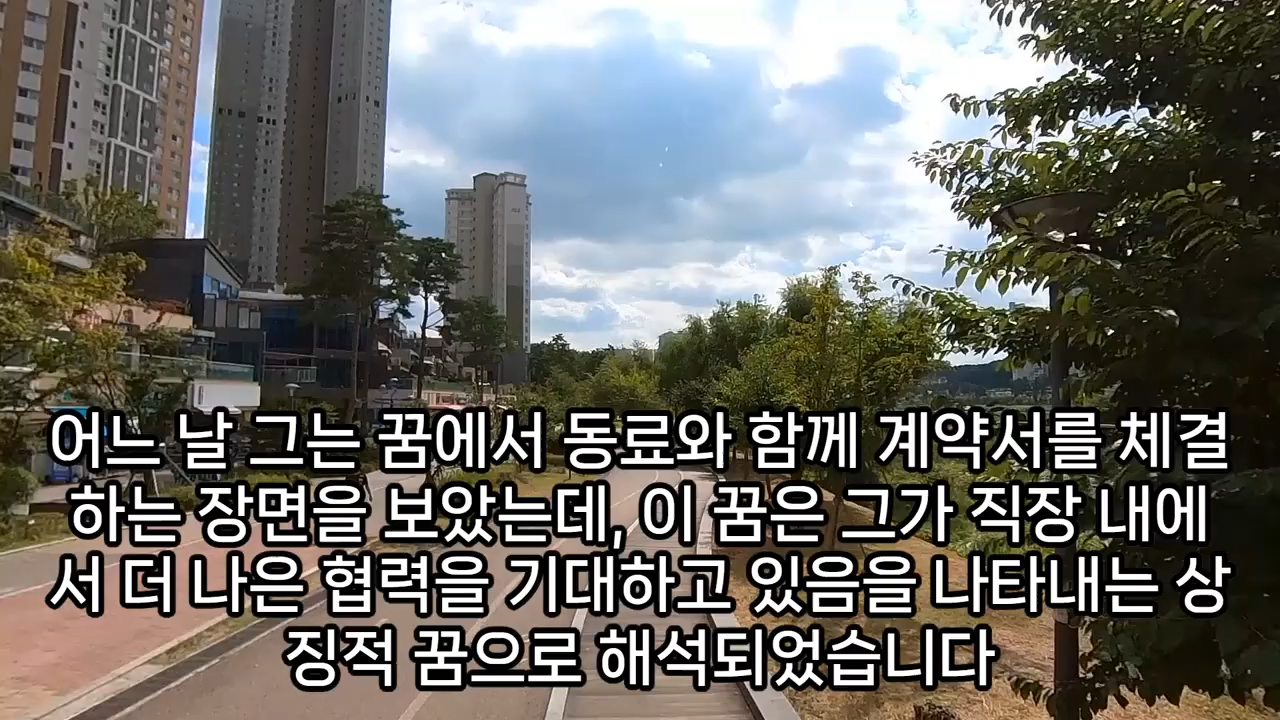 어느 날 그는 꿈에서 동료와 함께 계약서를 체결
하는 장면을 보았는데, 이 꿈은 그가 직장 내에
서 더 나은 협력을 기대하고 있음을 나타내는 상
징적 꿈으로 해석되었습니다